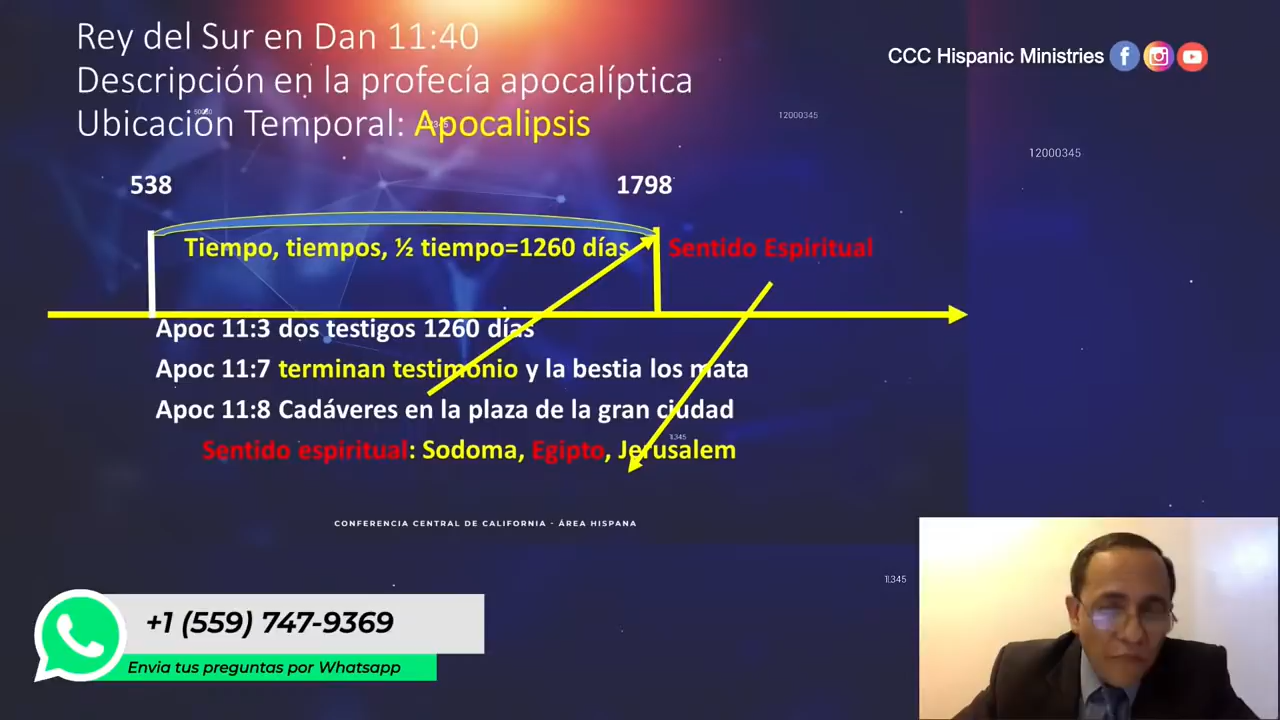 Rey del Sur en Dan 11:40
Descripción en la profecía apocalíptica
Ubicación Temporal: Apocalipsis
CCC Hispanic Ministries
12000345
12000345
538
1798
Tiempo, tiempos, ½ tiempo=1260 días
Sentido Espiritual
Apoc 11:3 dos testigos 1260 días
Apoc 11:7 terminan testimonio y la bestia los mata
Apoc 11:8 Cadáveres en la plaza de la gran ciudad
Sentido espiritual: Sodoma, Egipto, Jerusalem
CONFERENCIA CENTRAL DE CALIFORNIA - ÁREA HISPANA
+1 (559) 747-9369
Envia tus preguntas por Whatsapp